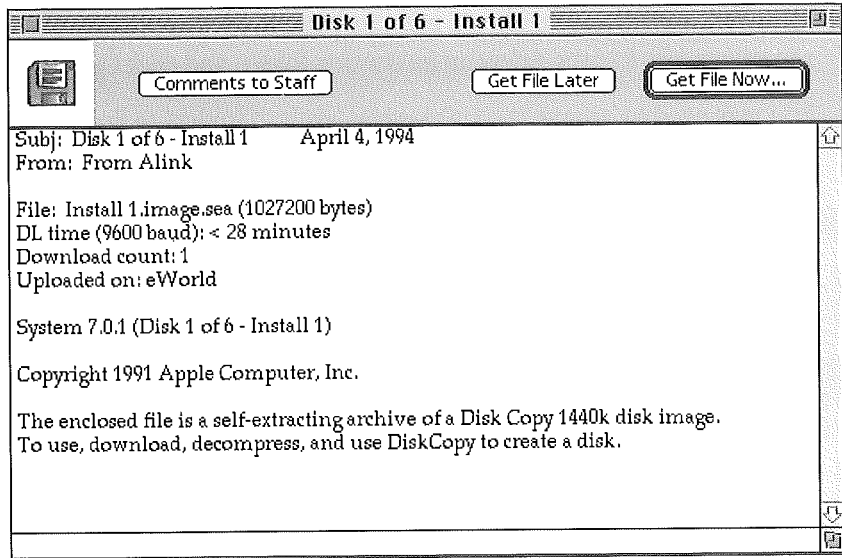 Disk 1 of 6 - Install 1
Comments to Staff
Get File Later
Get File Now...
Subj: Disk 1 of 6 - Install 1 April 4, 1994
From: From Alink
File: Install 1.image.sea (1027200 bytes)
DL time (9600 baud): < 28 minutes
Download count: 1
Uploaded on: eWorld
System 7.0.1 (Disk 1 of 6 - Install 1)
Copyright 1991 Apple Computer, Inc.
The enclosed file is a self-extracting archive of a Disk Copy 1440k disk image.
To use, download, decompress, and use DiskCopy to create a disk.